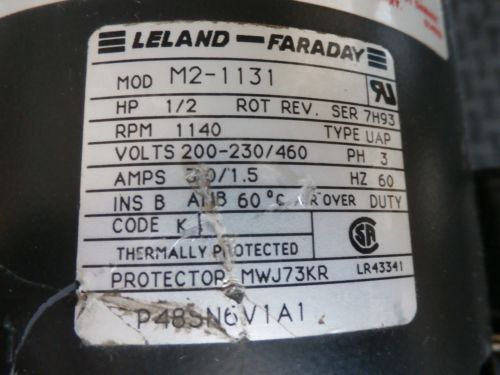 LELAND—FARADAY
MOD M2-1131
HP 1/2 ROT REV. SER 7H93
RPM 1140 TYPE UAP
VOLTS 200-230/460 PH 3
AMPS /1.5 HZ 60
INS B AMB 60°C AIR OVER DUTY
CODE K
THERMALLY PROTECTED
PROTECTOR MWJ73KR LR43341
P48SN6V1A1